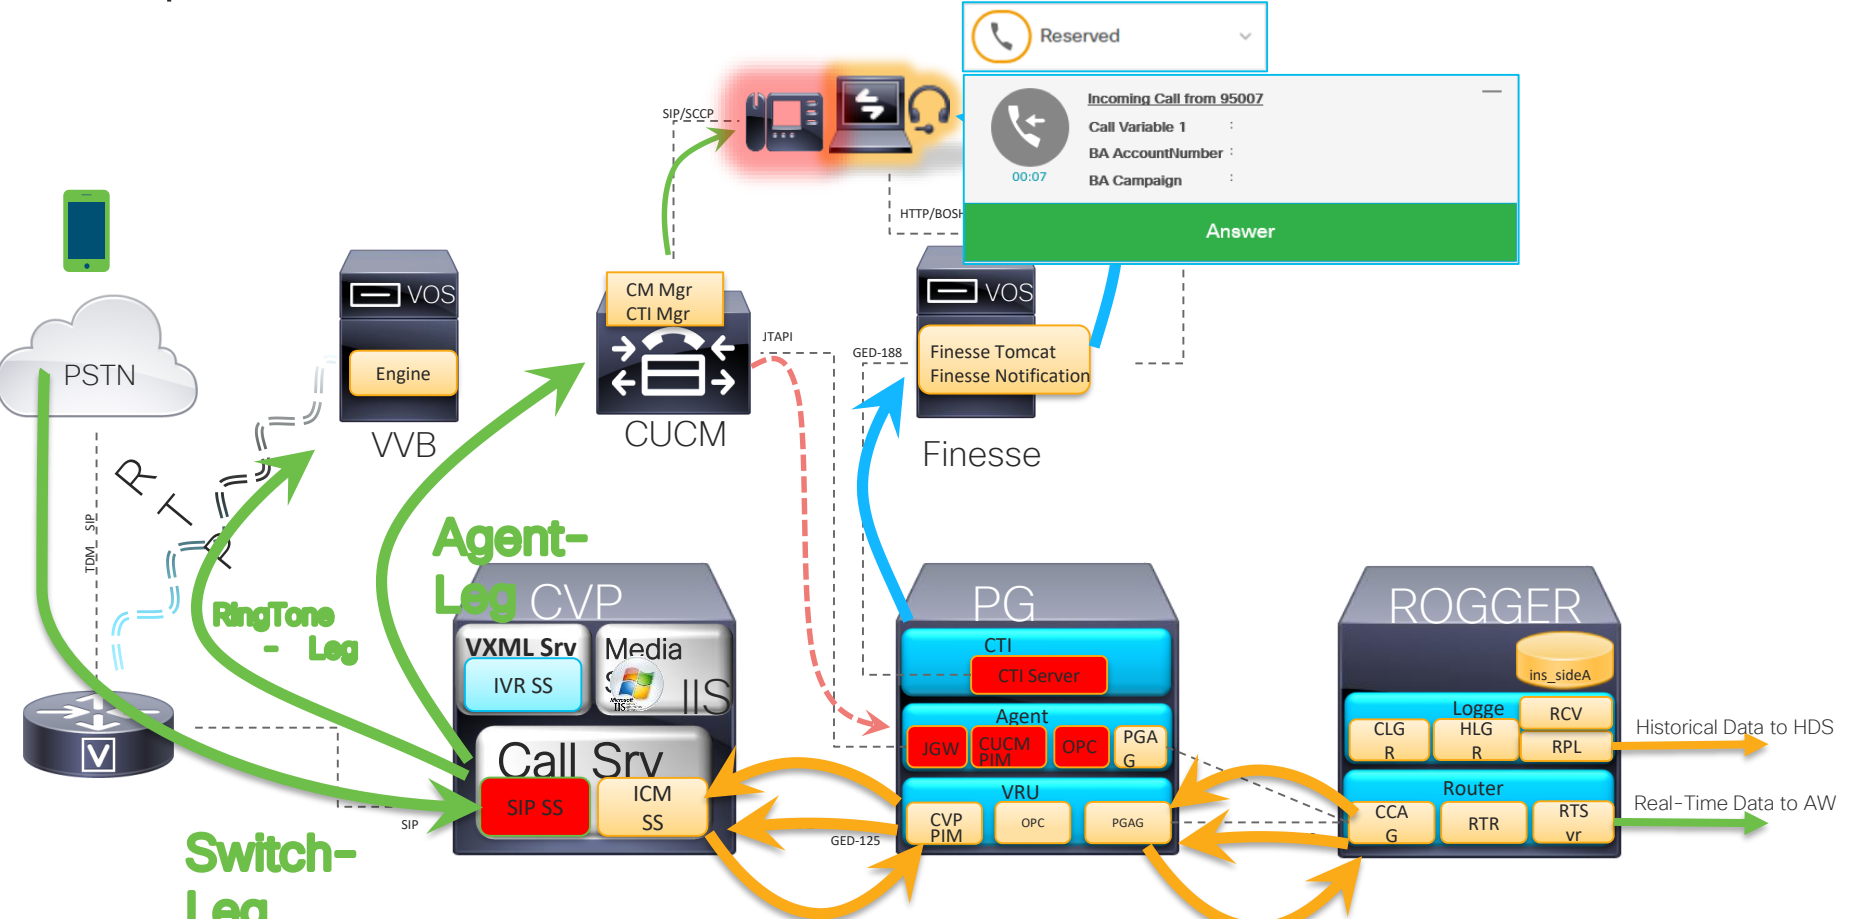 Reserved
Incoming Call from 95007
Call Variable 1 :
BA AccountNumber :
BA Campaign :
00:07
Answer
SIP/SCCP
HTTP/BOSH
VOS
Engine
VVB
CM Mgr
CTI Mgr
CUCM
JTAPI
GED-188
VOS
Finesse Tomcat
Finesse Notification
Finesse
PSTN
TDM SIP
R
T
P
RingTone
- Leg
Agent-
Leg
Switch-
Leg
V
SIP
CVP
VXML Srv
IVR SS
Media
S
Microsoft
IIS
IIS
Call Srv
SIP SS
ICM
SS
GED-125
PG
CTI
CTI Server
Agent
JGW
CUCM
PIM
OPC
PGA
G
VRU
CVP
PIM
OPC
PGAG
ROGGER
ins_sideA
Logge
CLG
R
HLG
R
RCV
RPL
Router
CCA
G
RTR
RTS
vr
Historical Data to HDS
Real-Time Data to AW